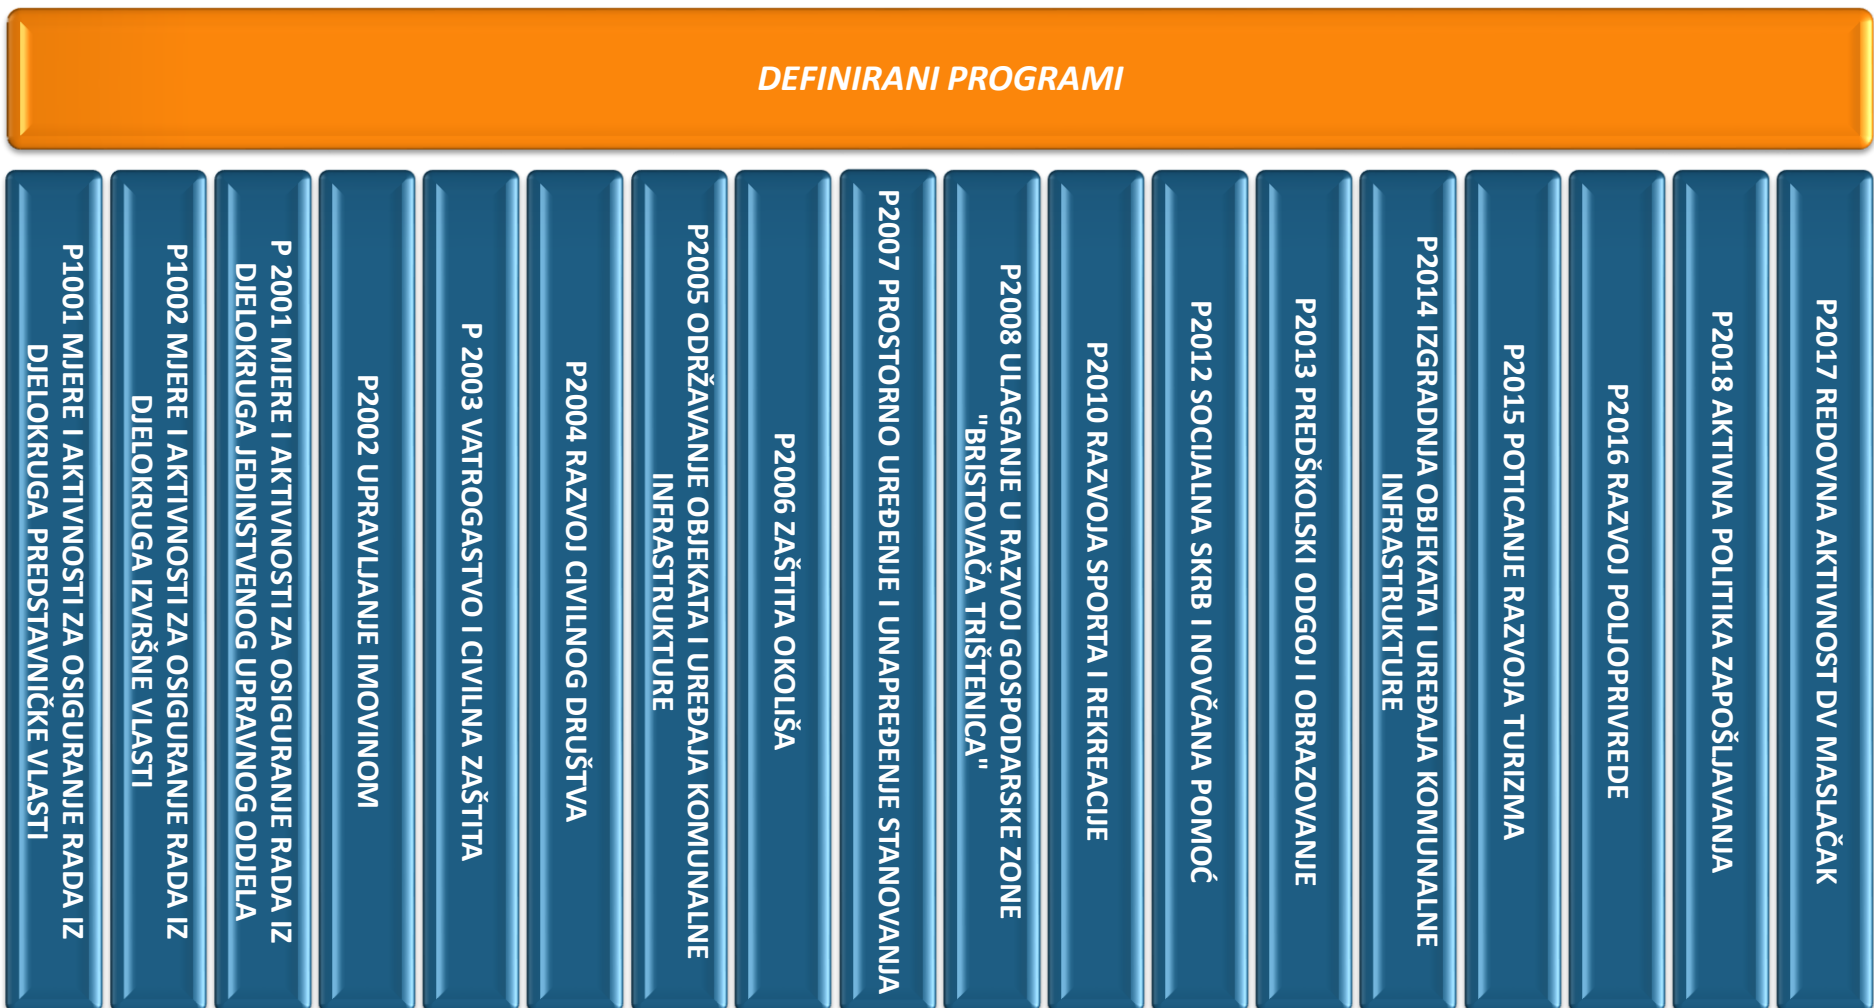 DEFINIRANI PROGRAMI
P1001 MJERE I AKTIVNOSTI ZA OSIGURANJE RADA IZ
DJELOKRUGA PREDSTAVNIČKE VLASTI
P1002 MJERE I AKTIVNOSTI ZA OSIGURANJE RADA IZ
DJELOKRUGA IZVRŠNE VLASTI
P 2001 MJERE I AKTIVNOSTI ZA OSIGURANJE RADA IZ
DJELOKRUGA JEDINSTVENOG UPRAVNOG ODJELA
P2002 UPRAVLJANJE IMOVINOM
P 2003 VATROGASTVO I CIVILNA ZAŠTITA
P2004 RAZVOJ CIVILNOG DRUŠTVA
P2005 ODRŽAVANJE OBJEKATA I UREĐAJA KOMUNALNE
INFRASTRUKTURE
P2006 ZAŠTITA OKOLIŠA
P2007 PROSTORNO UREĐENJE I UNAPREĐENJE STANOVANJA
P2008 ULAGANJE U RAZVOJ GOSPODARSKE ZONE
"BRISTOVAČA TRIŠTENICA"
P2010 RAZVOJA SPORTA I REKREACIJE
P2012 SOCIJALNA SKRB I NOVČANA POMOĆ
P2013 PREDŠKOLSKI ODGOJ I OBRAZOVANJE
P2014 IZGRADNJA OBJEKATA I UREĐAJA KOMUNALNE
INFRASTRUKTURE
P2015 POTICANJE RAZVOJA TURIZMA
P2016 RAZVOJ POLJOPRIVREDE
P2018 AKTIVNA POLITIKA ZAPOŠLJAVANJA
P2017 REDOVNA AKTIVNOST DV MASLAČAK